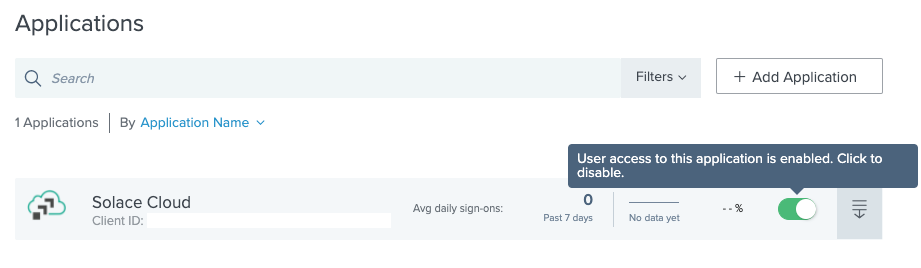 Applications
Search
Filters
+ Add Application
1 Applications
By Application Name
User access to this application is enabled. Click to
disable.
Solace Cloud
Client ID:
Avg daily sign-ons:
0
Past 7 days
No data yet
--%